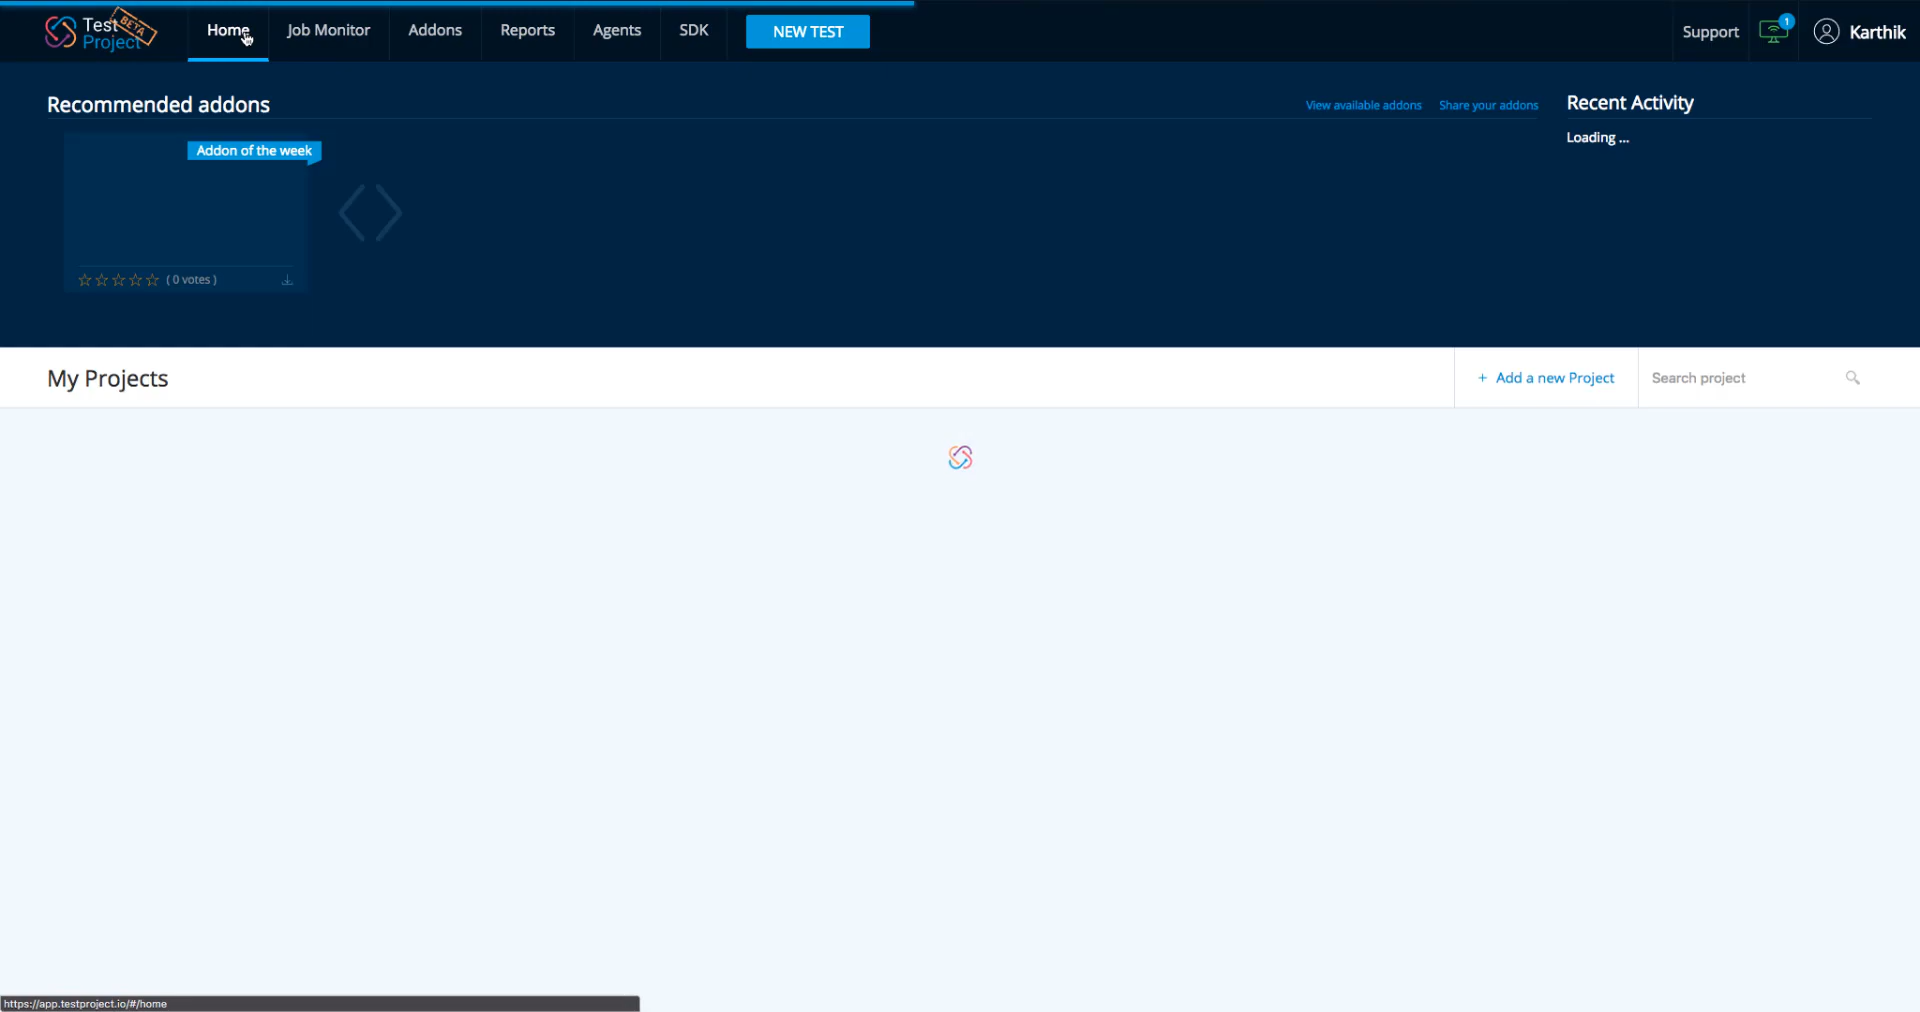 Test
Project
BETA
Home
Job Monitor
Addons
Reports
Agents
SDK
NEW TEST
Support
1
Karthik
Recommended addons
View available addons
Share your addons
Recent Activity
Addon of the week
Loading ...
( 0 votes )
My Projects
+ Add a new Project
Search project
https://app.testproject.io/#/home